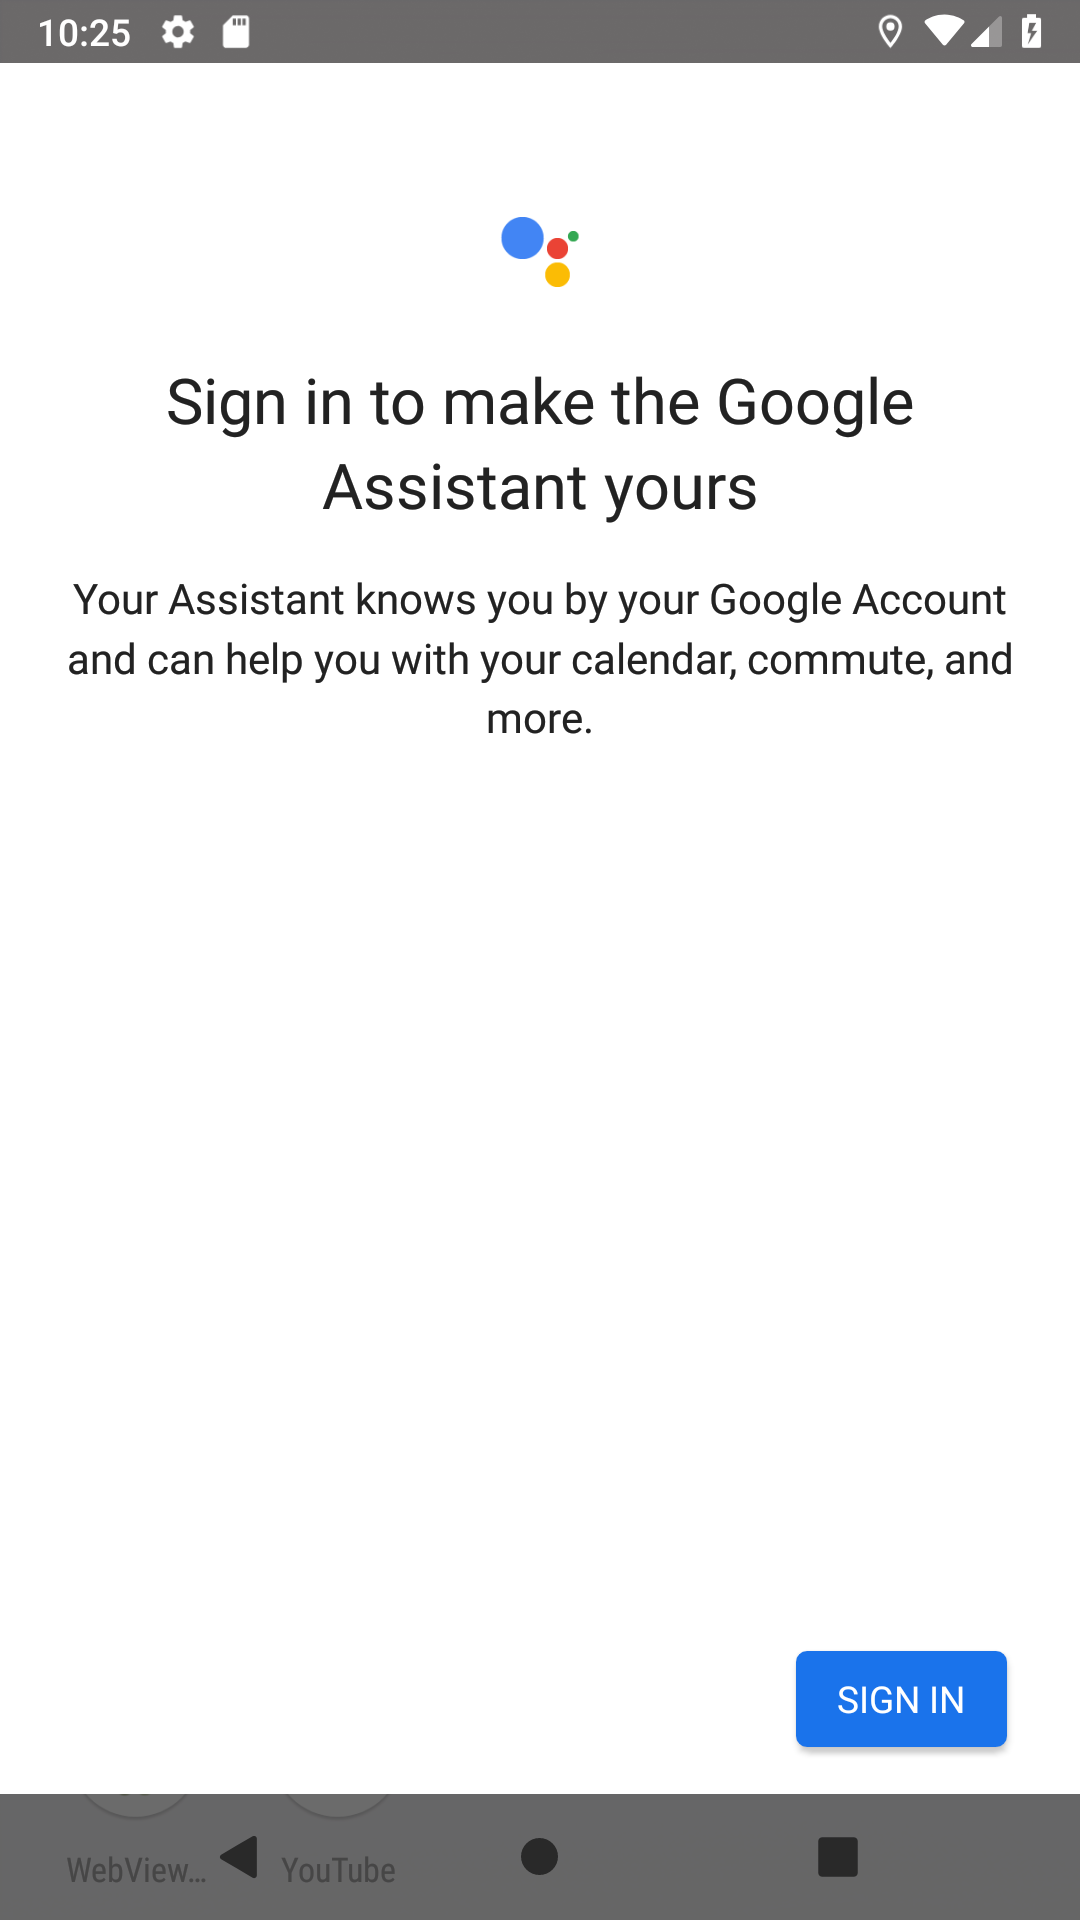 10:25
Sign in to make the Google
Assistant yours
Your Assistant knows you by your Google Account
and can help you with your calendar, commute, and
more.
SIGN IN
WebView...
YouTube